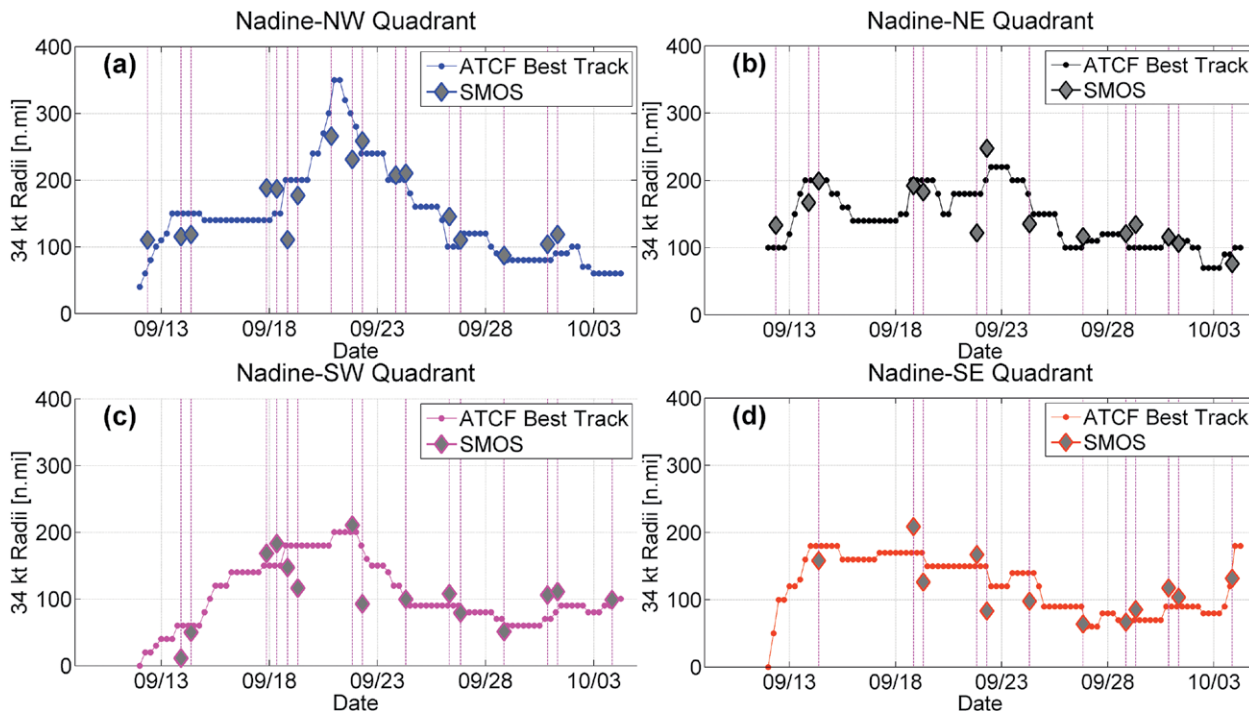 Nadine-NW Quadrant
(a)
ATCF Best Track
SMOS
34 kt Radii [n.mi]
400
300
200
100
0
09/13 09/18 09/23 09/28 10/03
Date
Nadine-NE Quadrant
(b)
ATCF Best Track
SMOS
34 kt Radii [n.mi]
400
300
200
100
0
09/13 09/18 09/23 09/28 10/03
Date
Nadine-SW Quadrant
(c)
ATCF Best Track
SMOS
34 kt Radii [n.mi]
400
300
200
100
0
09/13 09/18 09/23 09/28 10/03
Date
Nadine-SE Quadrant
(d)
ATCF Best Track
SMOS
34 kt Radii [n.mi]
400
300
200
100
0
09/13 09/18 09/23 09/28 10/03
Date